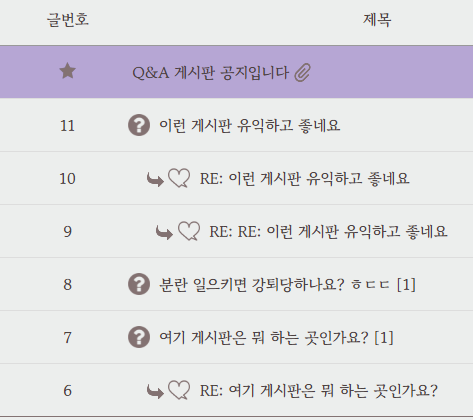 글번호 제목
Q&A 게시판 공지입니다
11 이런 게시판 유익하고 좋네요
10 RE: 이런 게시판 유익하고 좋네요
9 RE: RE: 이런 게시판 유익하고 좋네요
8 분란 일으키면 강퇴당하나요? ㅎㄷㄷ [1]
7 여기 게시판은 뭐 하는 곳인가요? [1]
6 RE: 여기 게시판은 뭐 하는 곳인가요?